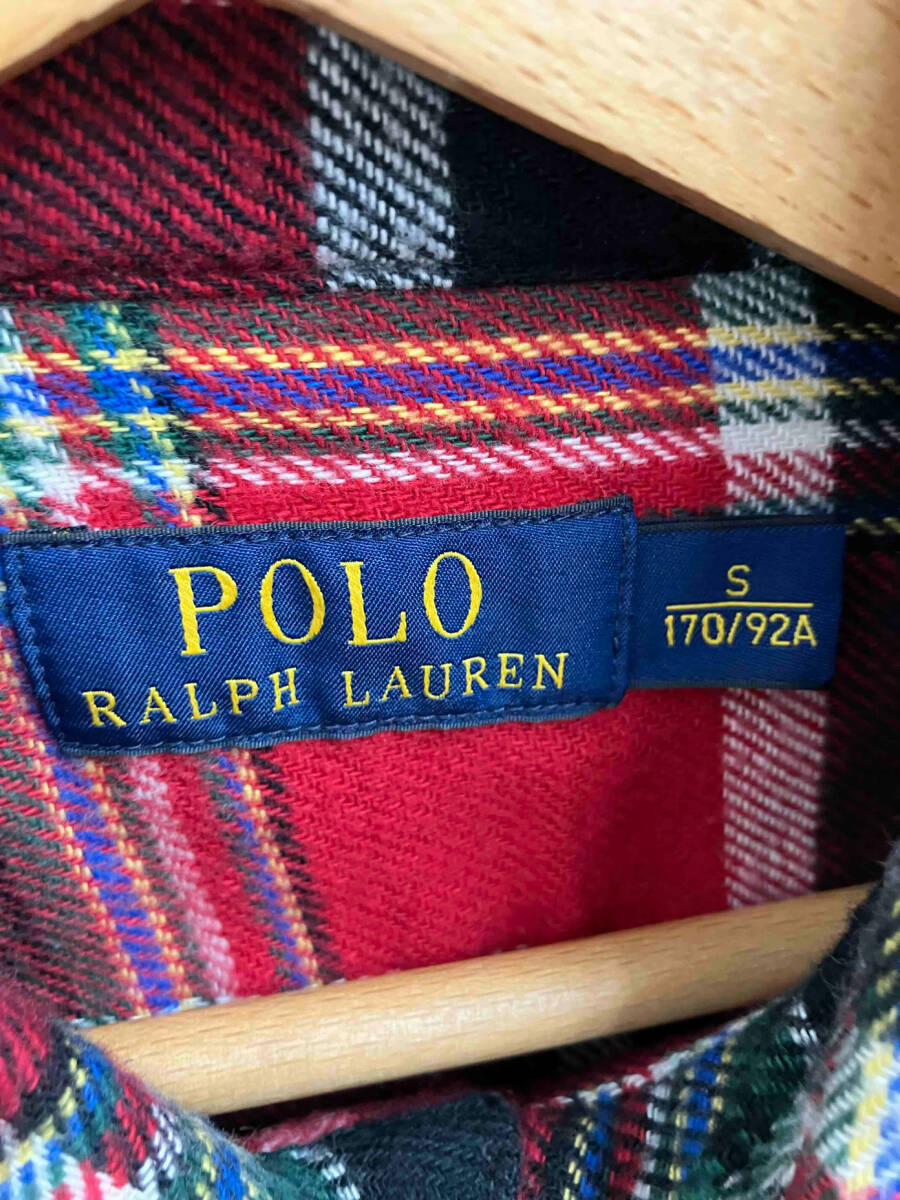 POLO
RALPH LAUREN
S
170/92A